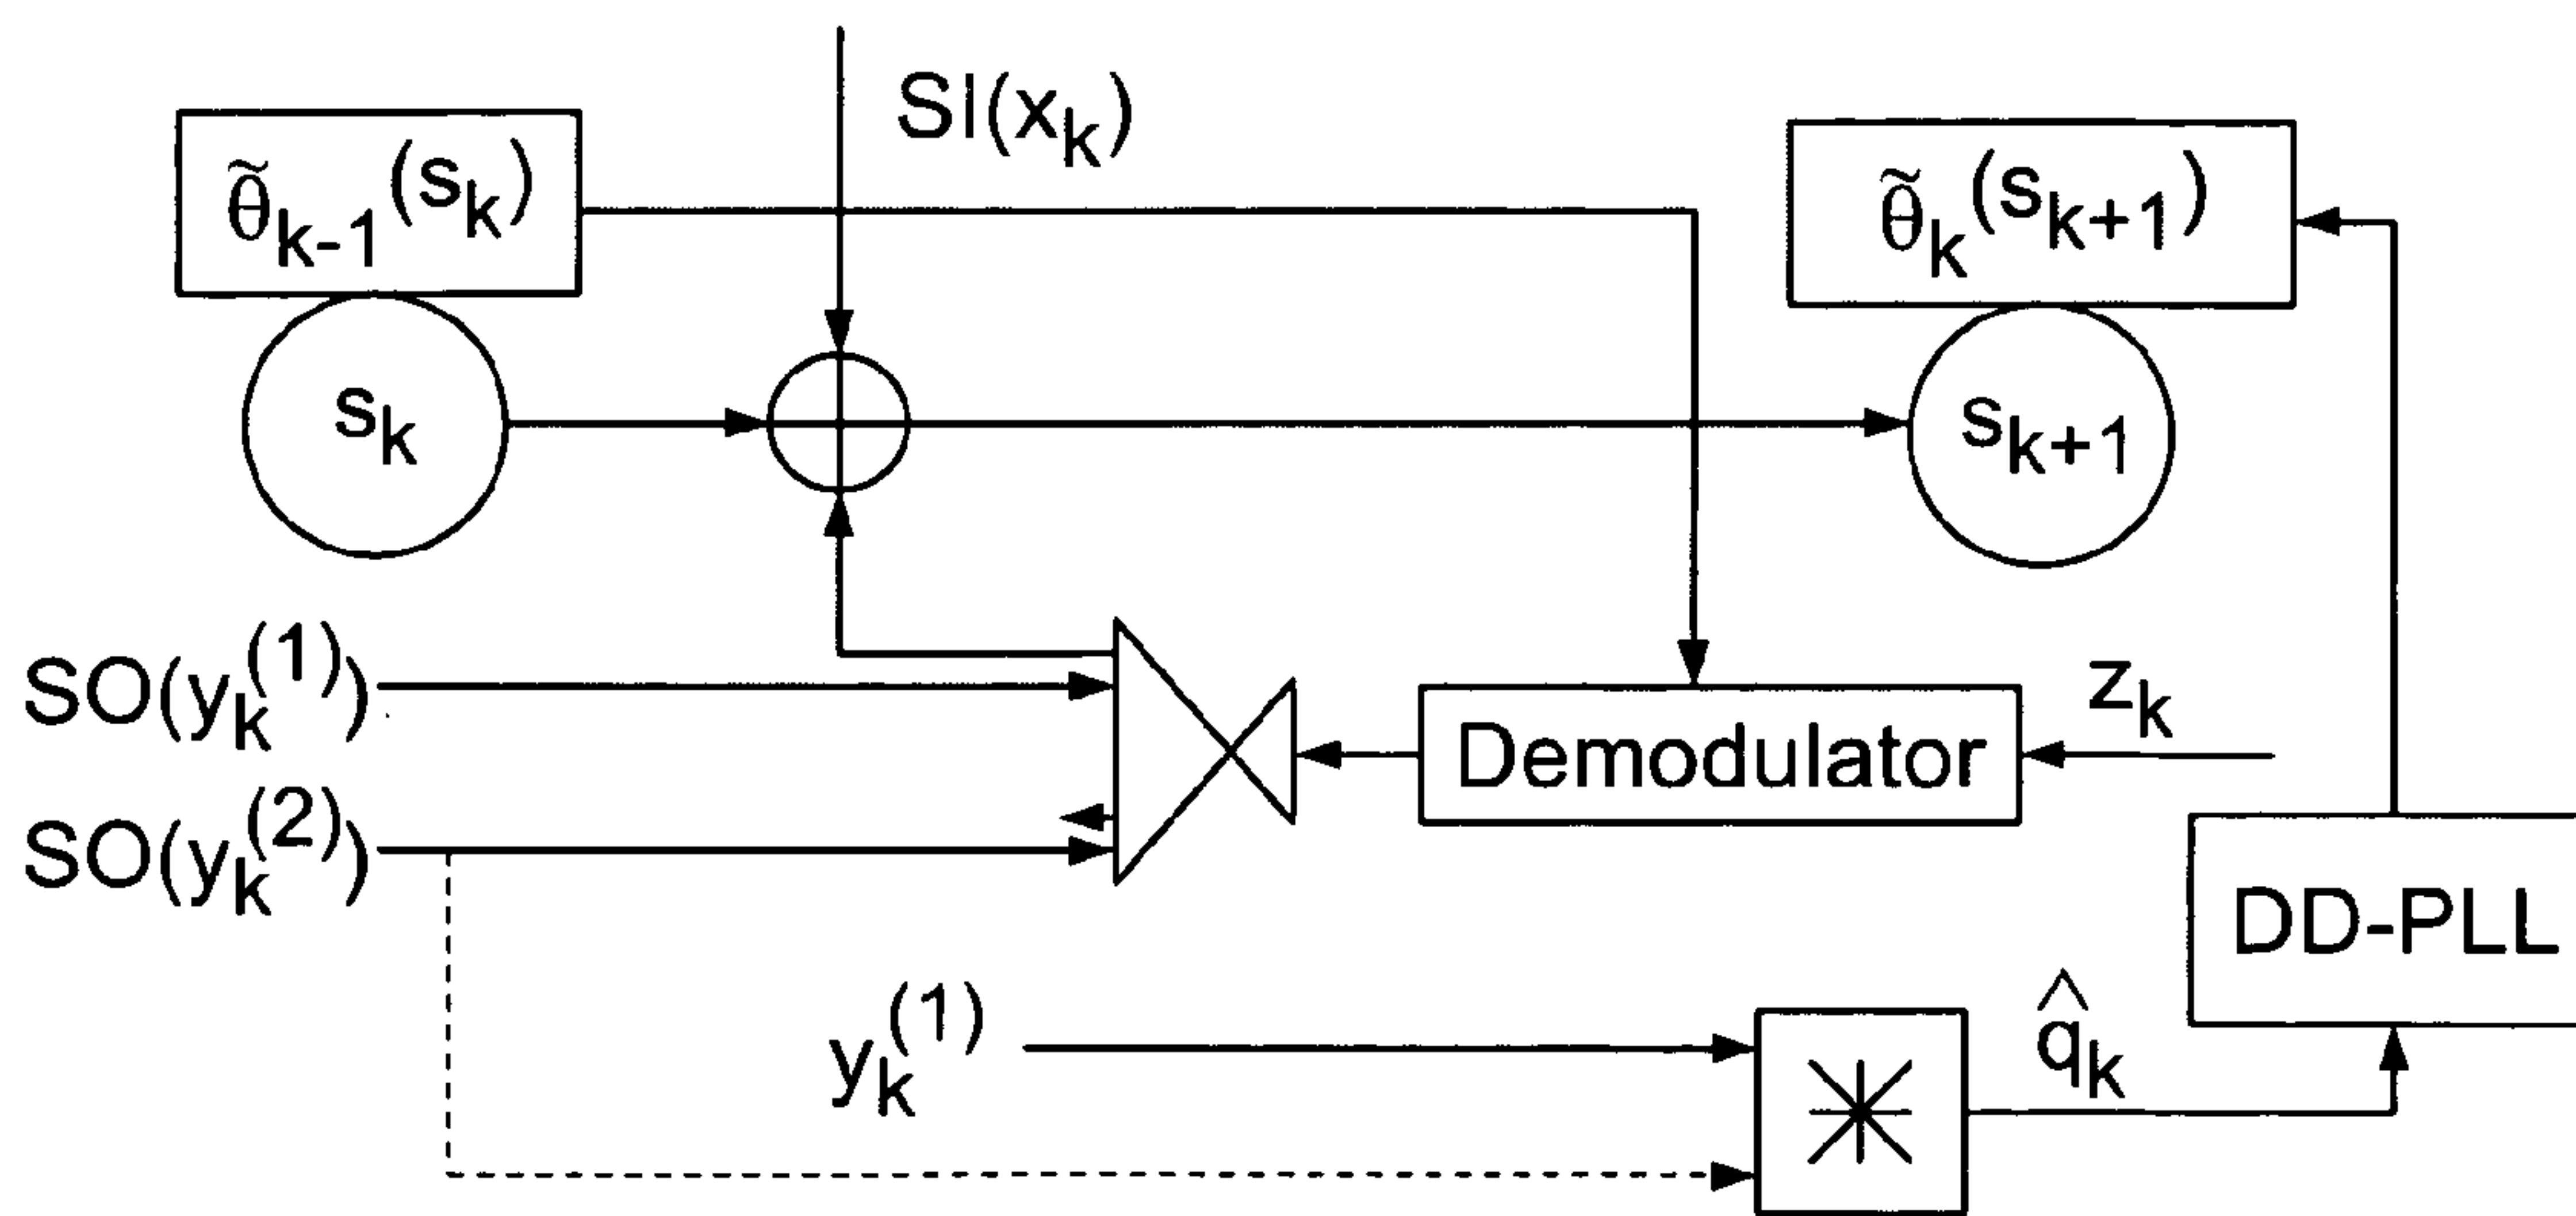 SI(x_k)
θ̃_{k-1}(s_k)
θ̃_k(s_{k+1})
s_k
s_{k+1}
SO(y_k^{(1)})
z_k
Demodulator
SO(y_k^{(2)})
DD-PLL
y_k^{(1)}
q̂_k